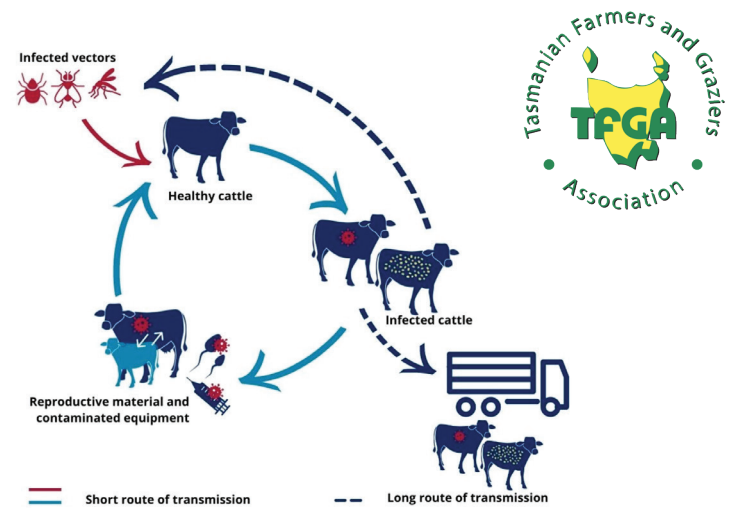 Tasmanian Farmers and Graziers
TFGA
Association
Infected vectors
Healthy cattle
Infected cattle
Reproductive material and
contaminated equipment
Short route of transmission
Long route of transmission